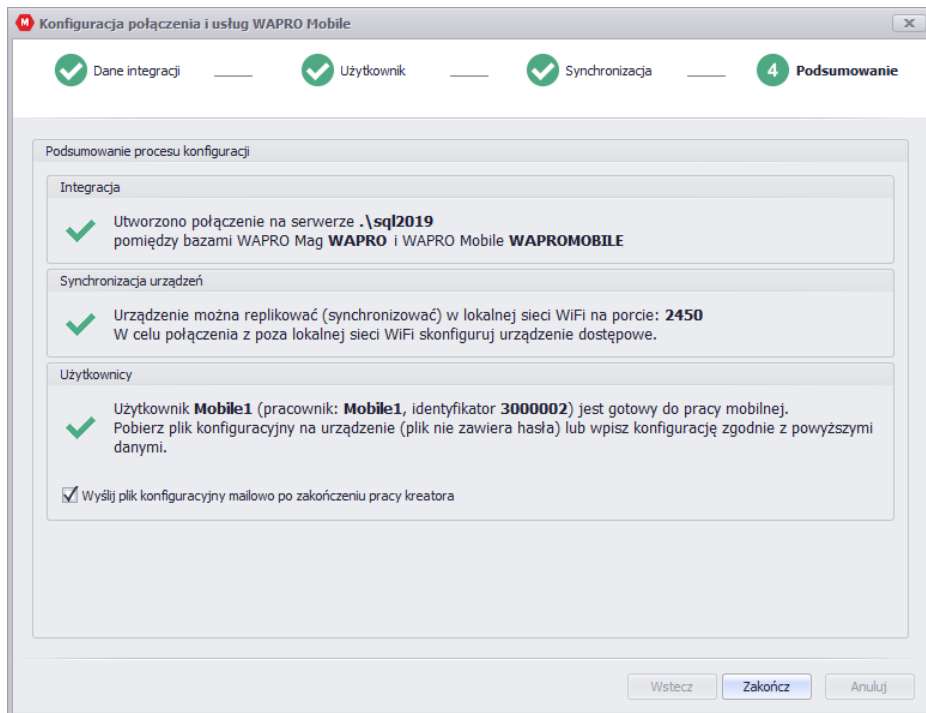 M Konfiguracja połączenia i usług WAPRO Mobile
Dane integracji Użytkownik Synchronizacja 4 Podsumowanie
Podsumowanie procesu konfiguracji
Integracja
Utworzono połączenie na serwerze .\sql2019
pomiędzy bazami WAPRO Mag WAPRO i WAPRO Mobile WAPROMOBILE
Synchronizacja urządzeń
Urządzenie można replikować (synchronizować) w lokalnej sieci WiFi na porcie: 2450
W celu połączenia z poza lokalnej sieci WiFi skonfiguruj urządzenie dostępowe.
Użytkownicy
Użytkownik Mobile1 (pracownik: Mobile1, identyfikator 3000002) jest gotowy do pracy mobilnej.
Pobierz plik konfiguracyjny na urządzenie (plik nie zawiera hasła) lub wpisz konfigurację zgodnie z powyższymi
danymi.
Wyślij plik konfiguracyjny mailowo po zakończeniu pracy kreatora
Wstecz Zakończ Anuluj